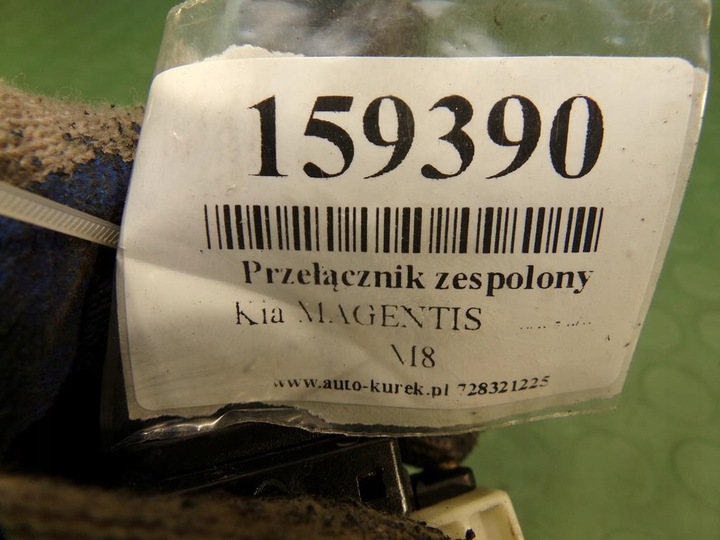 159390
Przełącznik zespolony
Kia MAGENTIS
M8
www.auto-kurek.pl 728321225